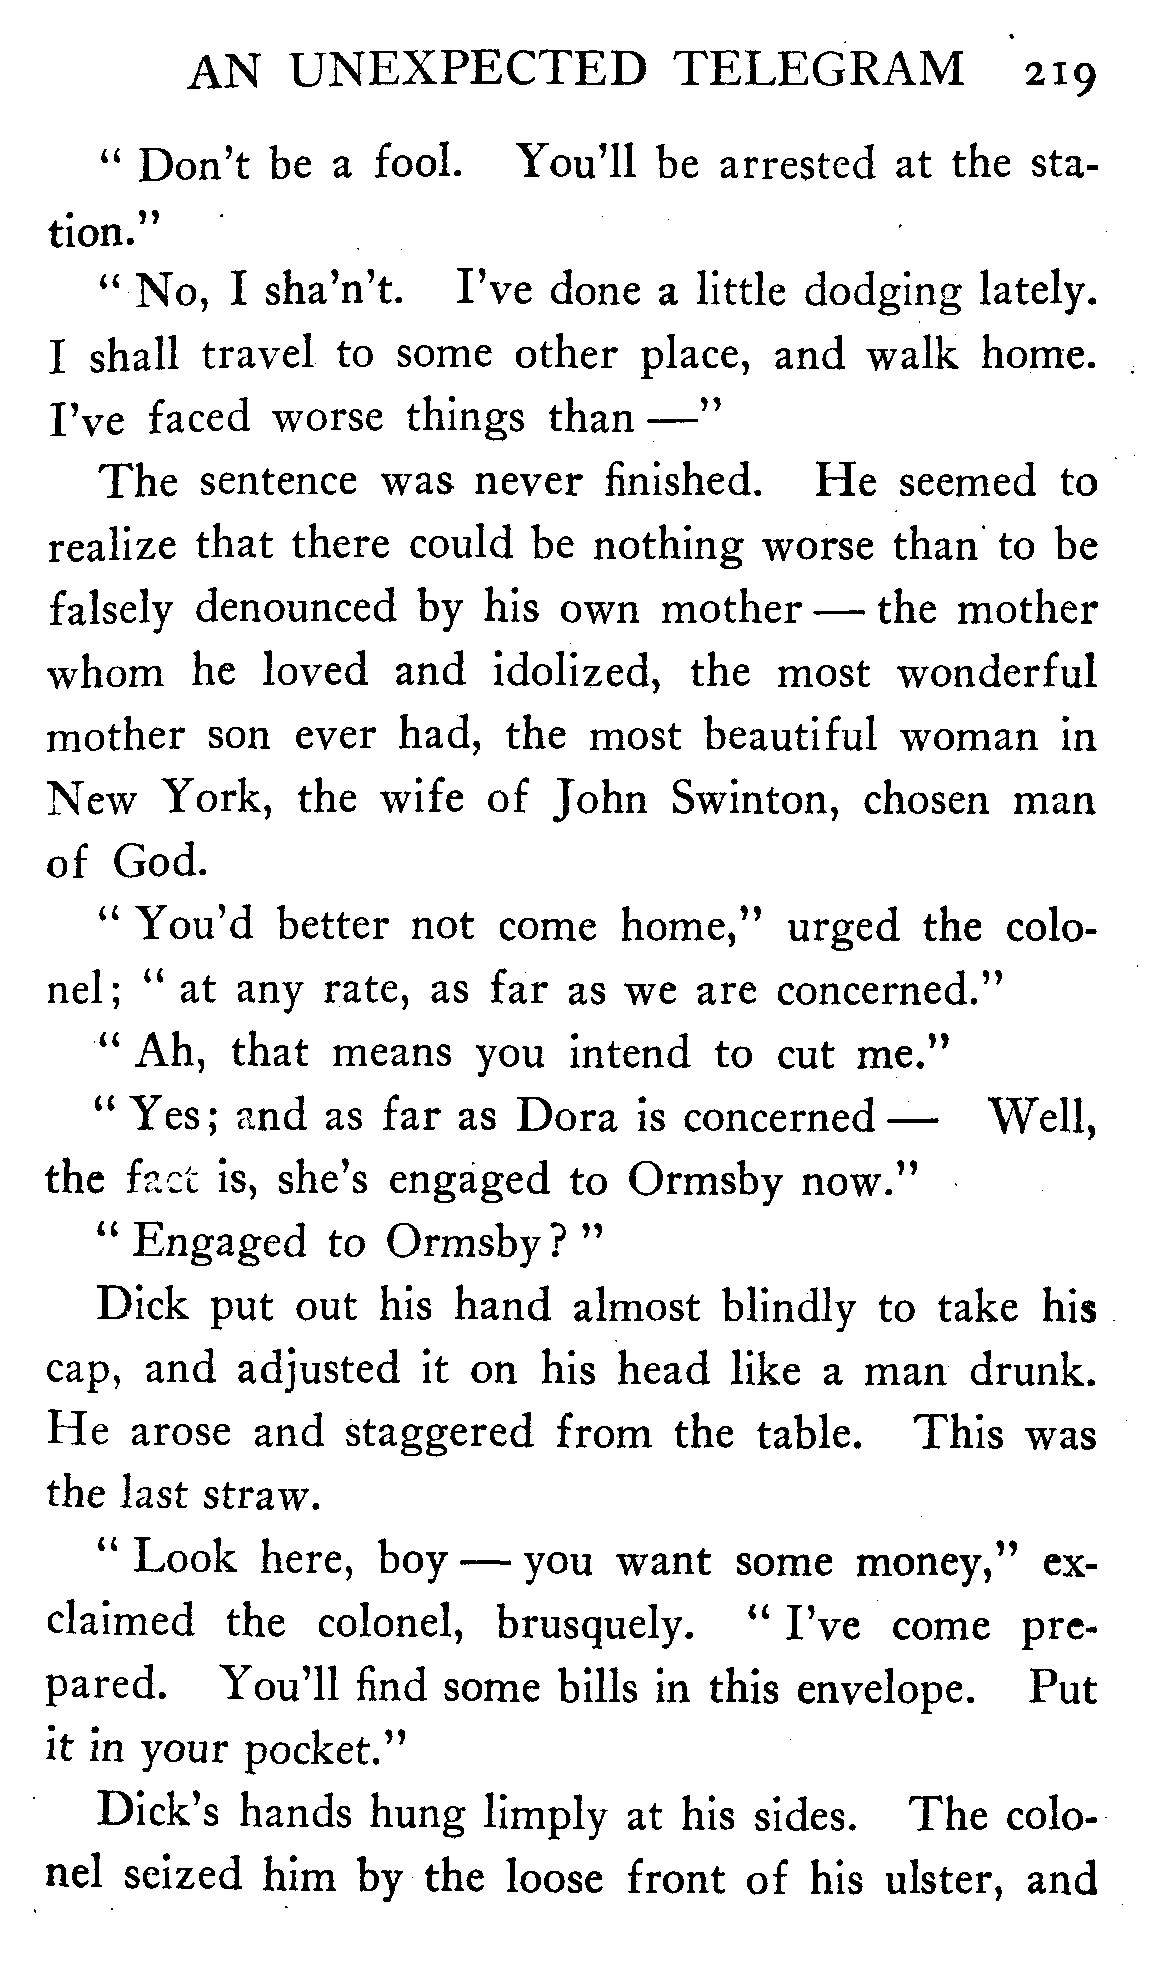 AN UNEXPECTED TELEGRAM 219
“ Don’t be a fool. You’ll be arrested at the sta-
tion.”
“ No, I sha’n’t. I’ve done a little dodging lately.
I shall travel to some other place, and walk home.
I’ve faced worse things than —”
The sentence was never finished. He seemed to
realize that there could be nothing worse than to be
falsely denounced by his own mother — the mother
whom he loved and idolized, the most wonderful
mother son ever had, the most beautiful woman in
New York, the wife of John Swinton, chosen man
of God.
“ You’d better not come home,” urged the colo-
nel; “ at any rate, as far as we are concerned.”
“ Ah, that means you intend to cut me.”
“ Yes; and as far as Dora is concerned — Well,
the fact is, she’s engaged to Ormsby now.”
“ Engaged to Ormsby? ”
Dick put out his hand almost blindly to take his
cap, and adjusted it on his head like a man drunk.
He arose and staggered from the table. This was
the last straw.
“ Look here, boy — you want some money,” ex-
claimed the colonel, brusquely. “ I’ve come pre-
pared. You’ll find some bills in this envelope. Put
it in your pocket.”
Dick’s hands hung limply at his sides. The colo-
nel seized him by the loose front of his ulster, and